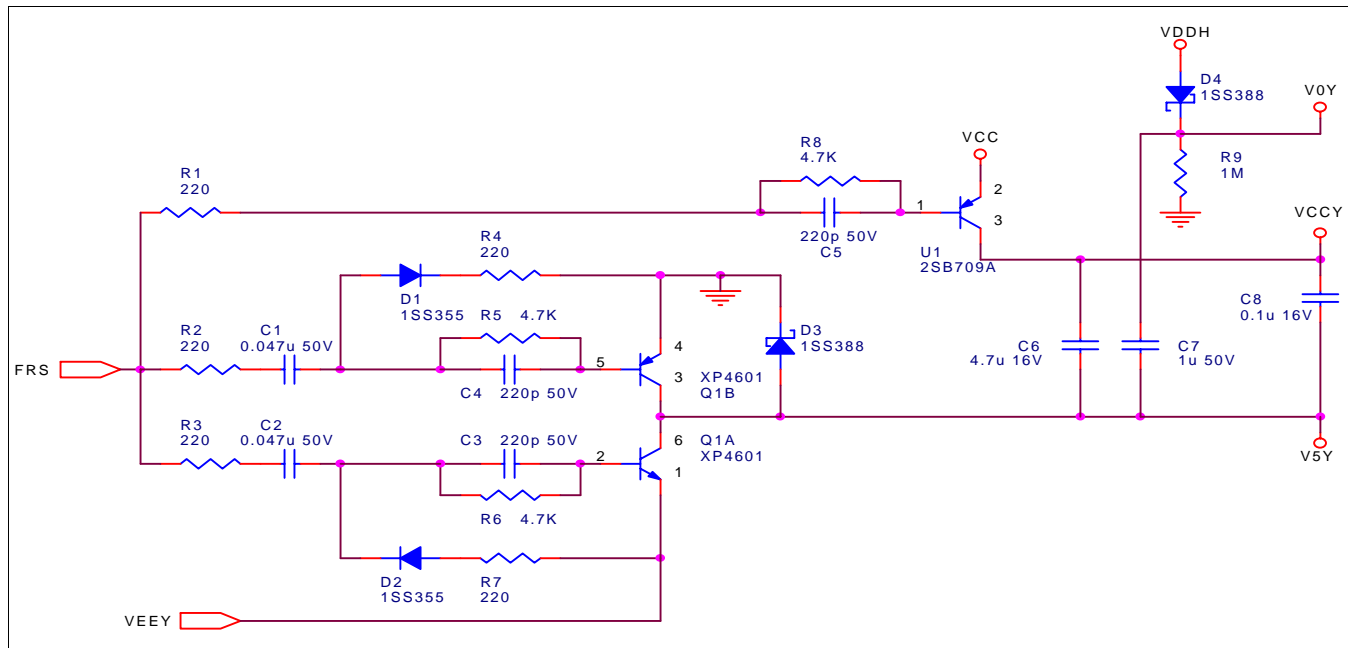 VDDH
D4
1SS388
V0Y
R8
4.7K
VCC
R9
1M
R1
220
2
1
3
VCCY
220p 50V
C5
U1
2SB709A
R4
220
D1
1SS355
C8
0.1u 16V
R5 4.7K
R2
220
C1
0.047u 50V
D3
1SS388
C6
4.7u 16V
C7
1u 50V
4
5
FRS
3
XP4601
Q1B
C4 220p 50V
R3
220
C2
0.047u 50V
C3 220p 50V
6
Q1A
XP4601
2
1
V5Y
R6 4.7K
D2
1SS355
R7
220
VEEY